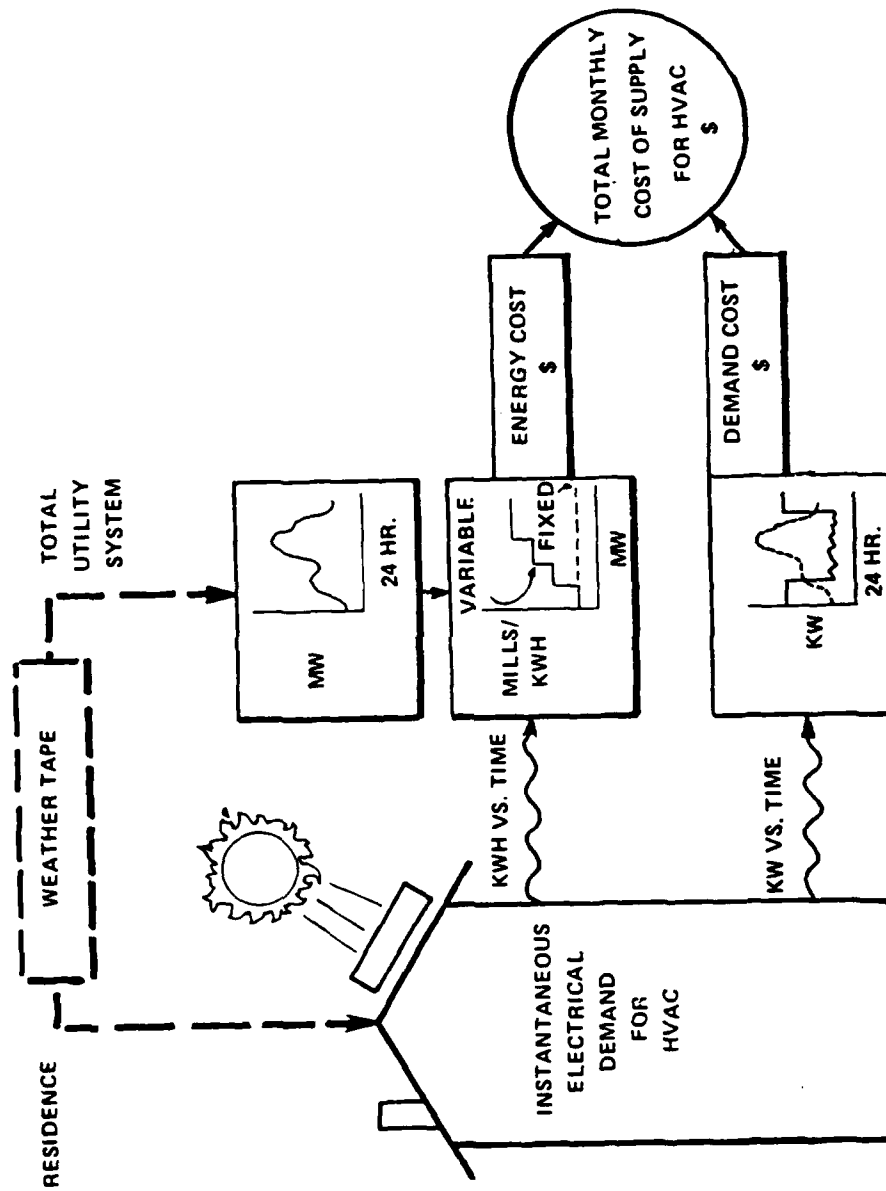 WEATHER TAPE
RESIDENCE
TOTAL
UTILITY
SYSTEM
MW
24 HR.
INSTANTANEOUS
ELECTRICAL
DEMAND
FOR
HVAC
KWH VS. TIME
VARIABLE
MILLS/
KWH
FIXED
MW
ENERGY COST
$
KW VS. TIME
KW
24 HR.
DEMAND COST
$
TOTAL MONTHLY
COST OF SUPPLY
FOR HVAC
$